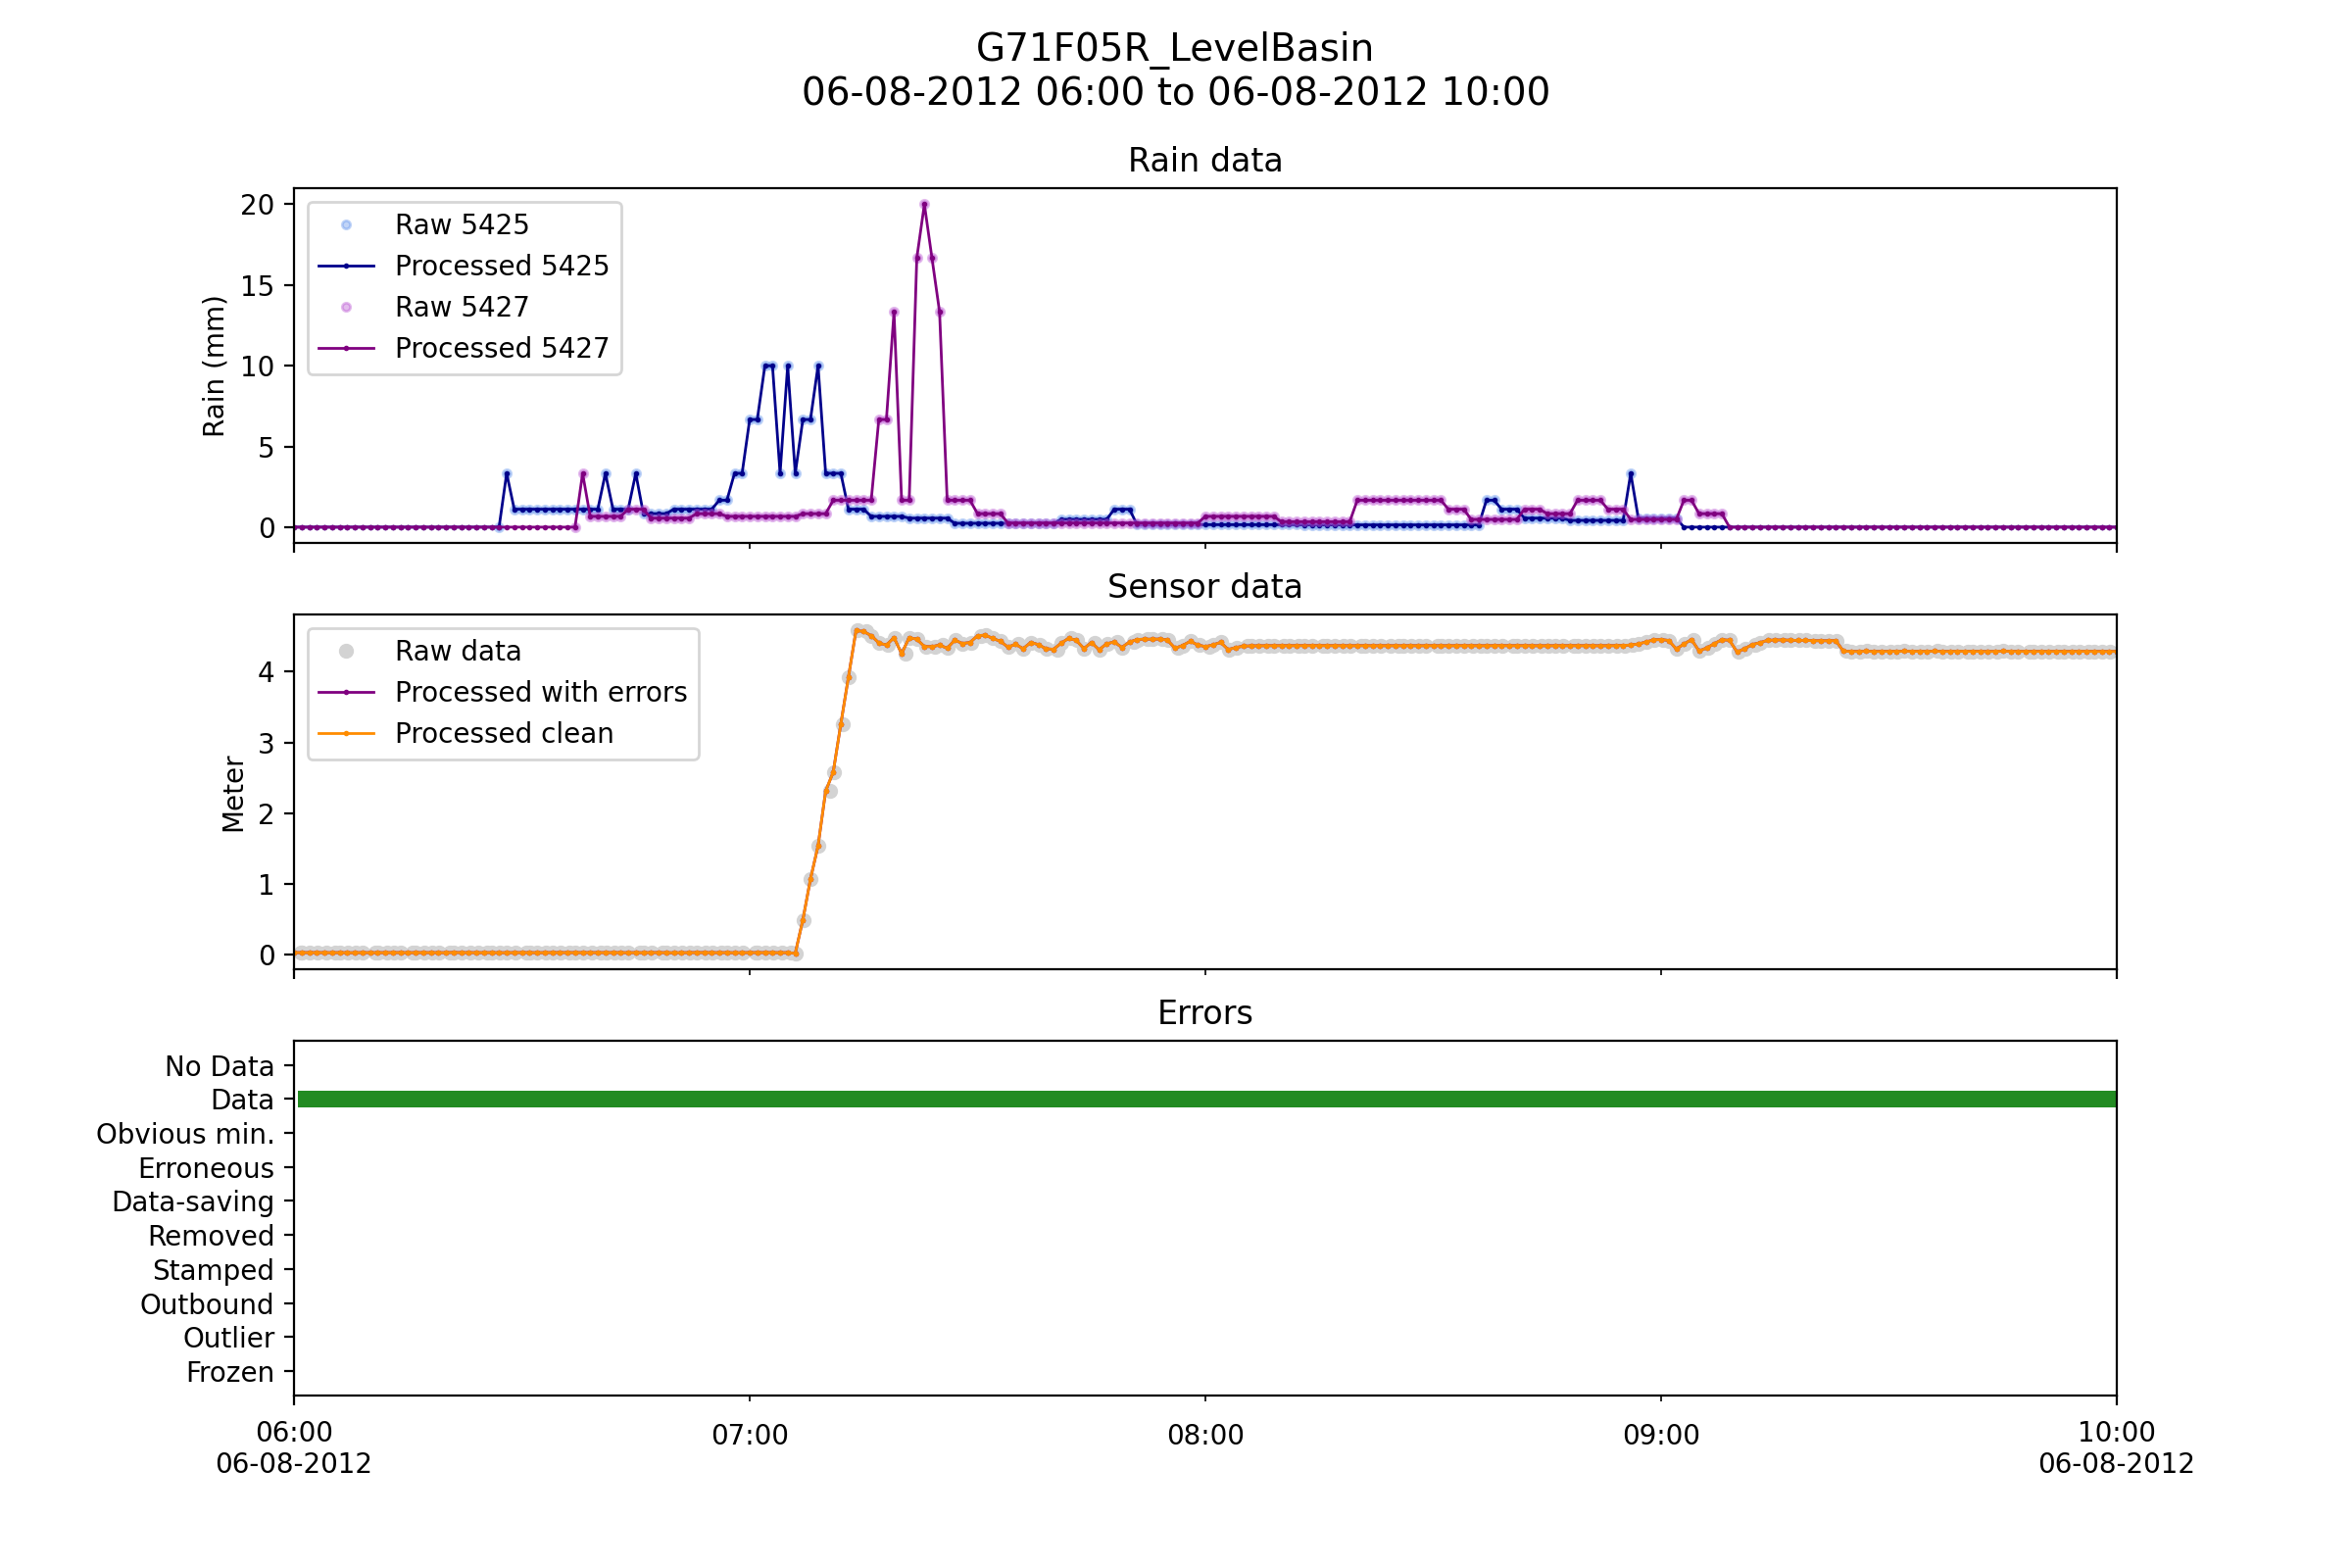 G71F05R_LevelBasin
06-08-2012 06:00 to 06-08-2012 10:00
Rain data
Rain (mm)
20
15
10
5
0
Raw 5425
Processed 5425
Raw 5427
Processed 5427
Sensor data
Meter
4
3
2
1
0
Raw data
Processed with errors
Processed clean
Errors
No Data
Data
Obvious min.
Erroneous
Data-saving
Removed
Stamped
Outbound
Outlier
Frozen
06:00
06-08-2012
07:00
08:00
09:00
10:00
06-08-2012